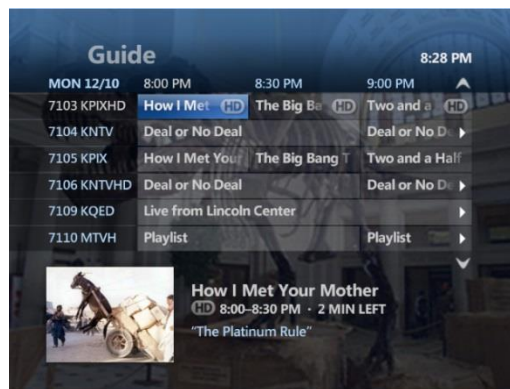 Guide
8:28 PM
MON 12/10 8:00 PM 8:30 PM 9:00 PM
7103 KPIXHD How I Met HD The Big Ba HD Two and a HD
7104 KNTV Deal or No Deal Deal or No De
7105 KPIX How I Met Your The Big Bang T Two and a Half
7106 KNTVHD Deal or No Deal Deal or No De
7109 KQED Live from Lincoln Center
7110 MTVH Playlist Playlist
How I Met Your Mother
HD 8:00–8:30 PM · 2 MIN LEFT
"The Platinum Rule"